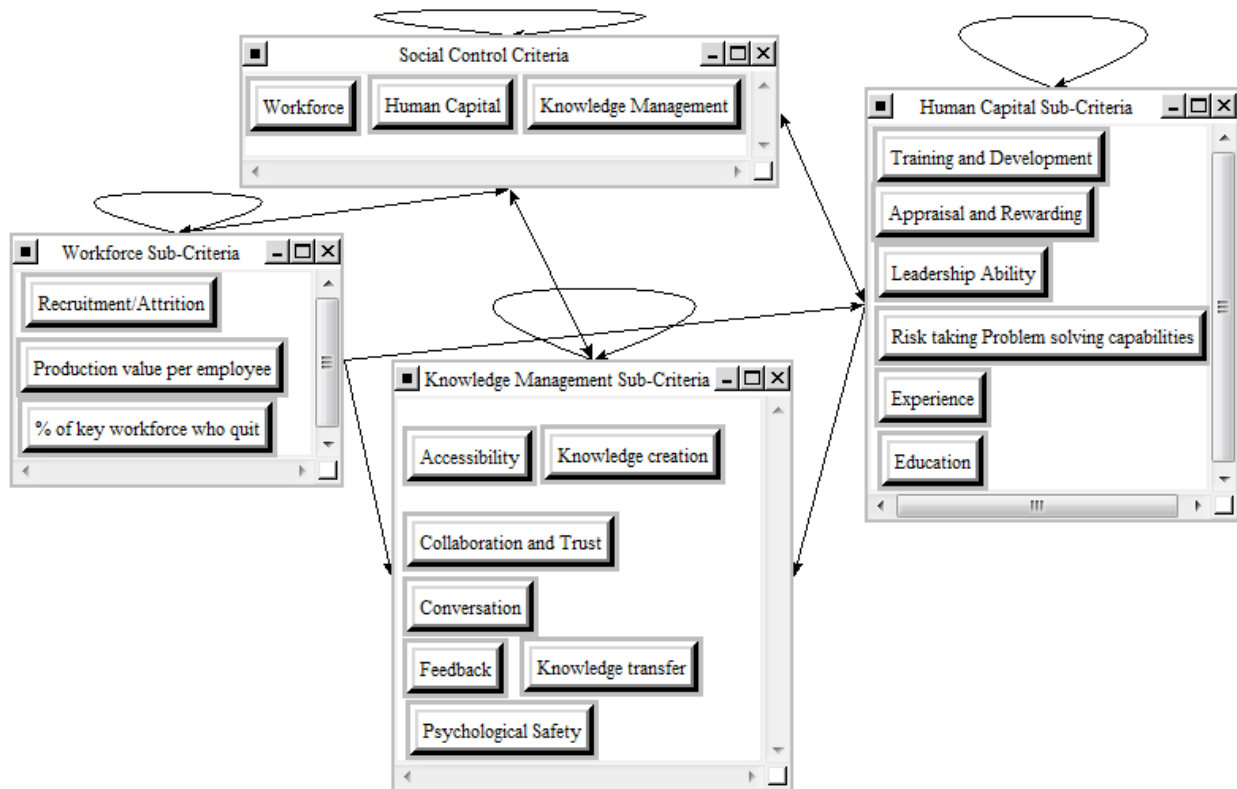 Social Control Criteria
Workforce
Human Capital
Knowledge Management
Human Capital Sub-Criteria
Training and Development
Appraisal and Rewarding
Leadership Ability
Risk taking Problem solving capabilities
Experience
Education
Workforce Sub-Criteria
Recruitment/Attrition
Production value per employee
% of key workforce who quit
Knowledge Management Sub-Criteria
Accessibility
Knowledge creation
Collaboration and Trust
Conversation
Feedback
Knowledge transfer
Psychological Safety